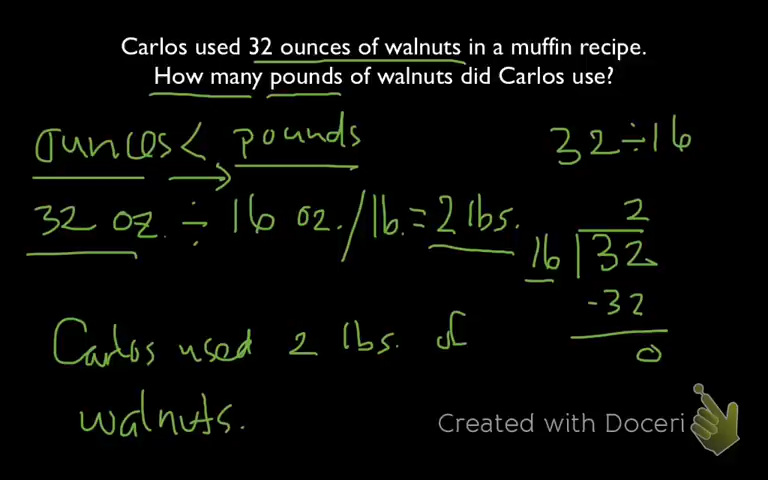 Carlos used 32 ounces of walnuts in a muffin recipe.
How many pounds of walnuts did Carlos use?
ounces < pounds
32 ÷ 16
32 oz. ÷ 16 oz./lb. = 2 lbs.
2
16 32
-32
0
Carlos used 2 lbs. of
walnuts.
Created with Doceri